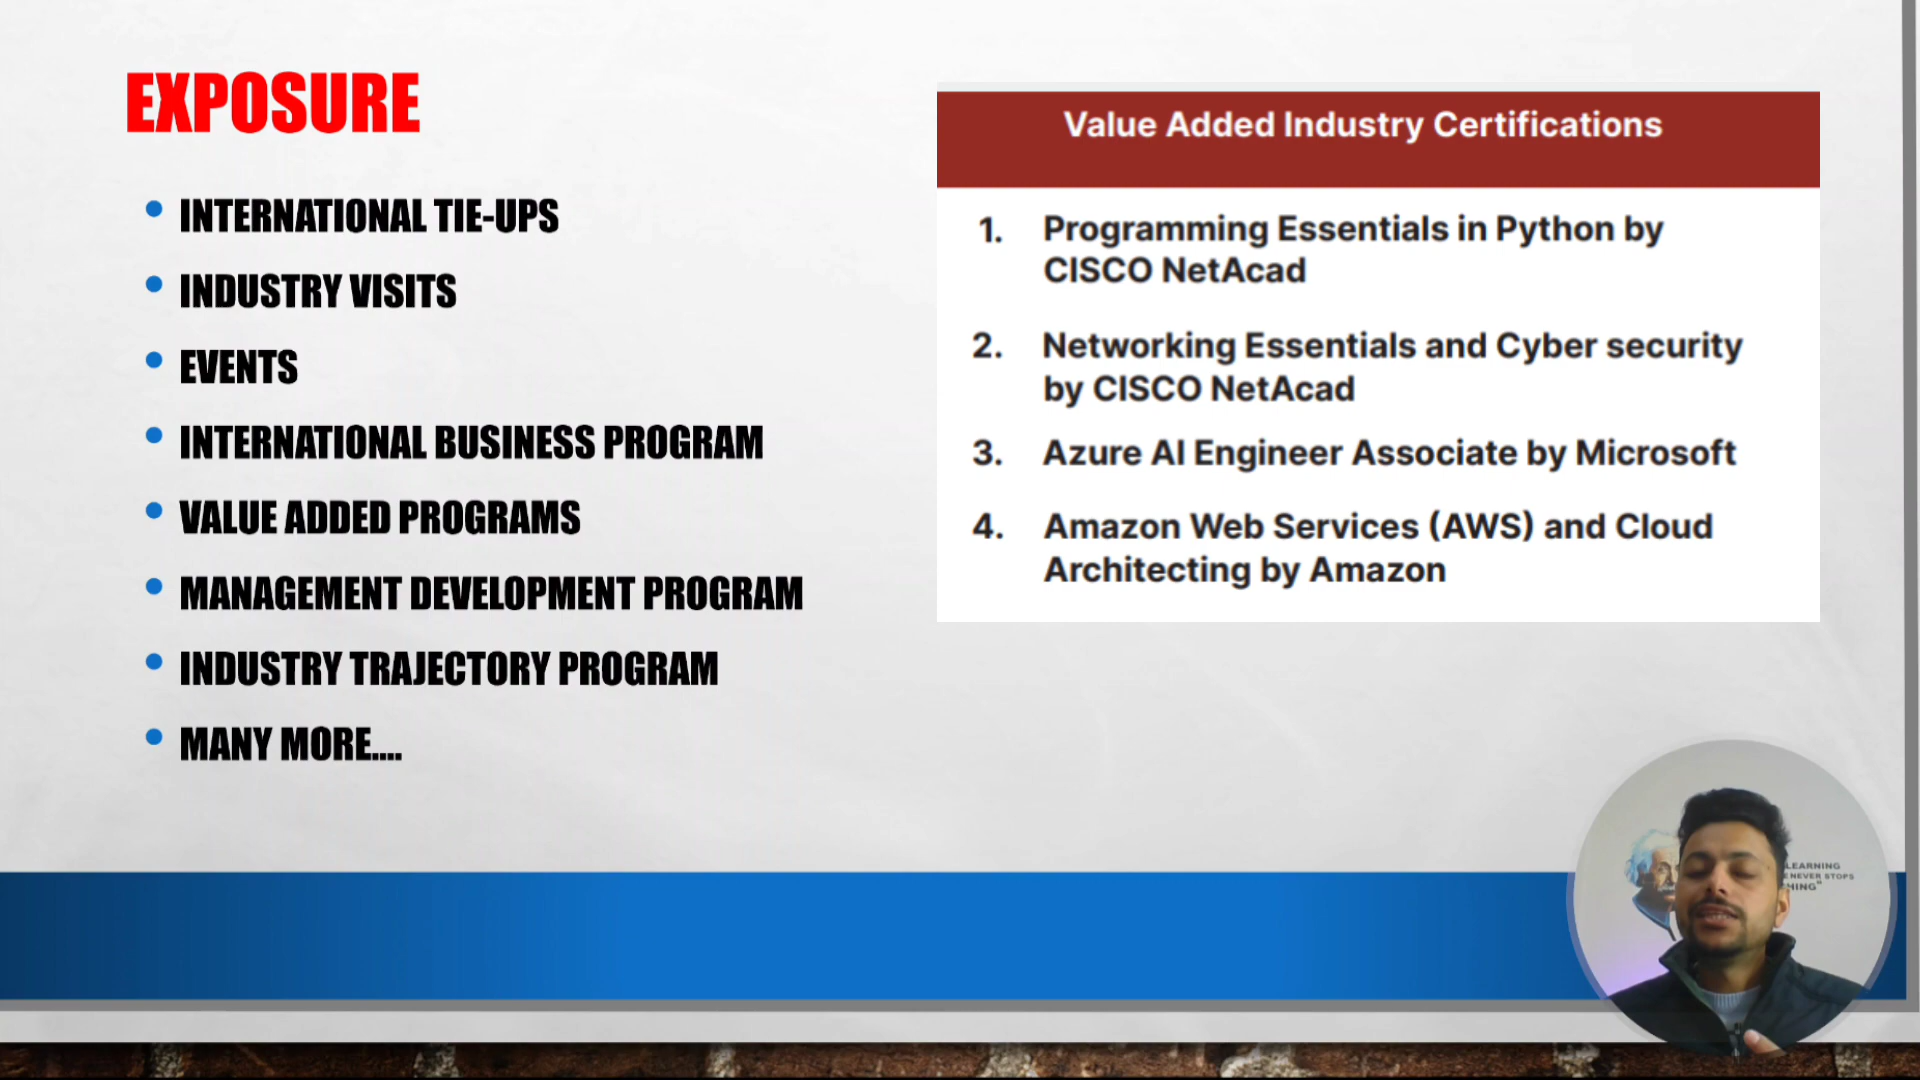 EXPOSURE
INTERNATIONAL TIE-UPS
INDUSTRY VISITS
EVENTS
INTERNATIONAL BUSINESS PROGRAM
VALUE ADDED PROGRAMS
MANAGEMENT DEVELOPMENT PROGRAM
INDUSTRY TRAJECTORY PROGRAM
MANY MORE....
Value Added Industry Certifications
1. Programming Essentials in Python by
CISCO NetAcad
2. Networking Essentials and Cyber security
by CISCO NetAcad
3. Azure AI Engineer Associate by Microsoft
4. Amazon Web Services (AWS) and Cloud
Architecting by Amazon
LEARNING
NEVER STOPS